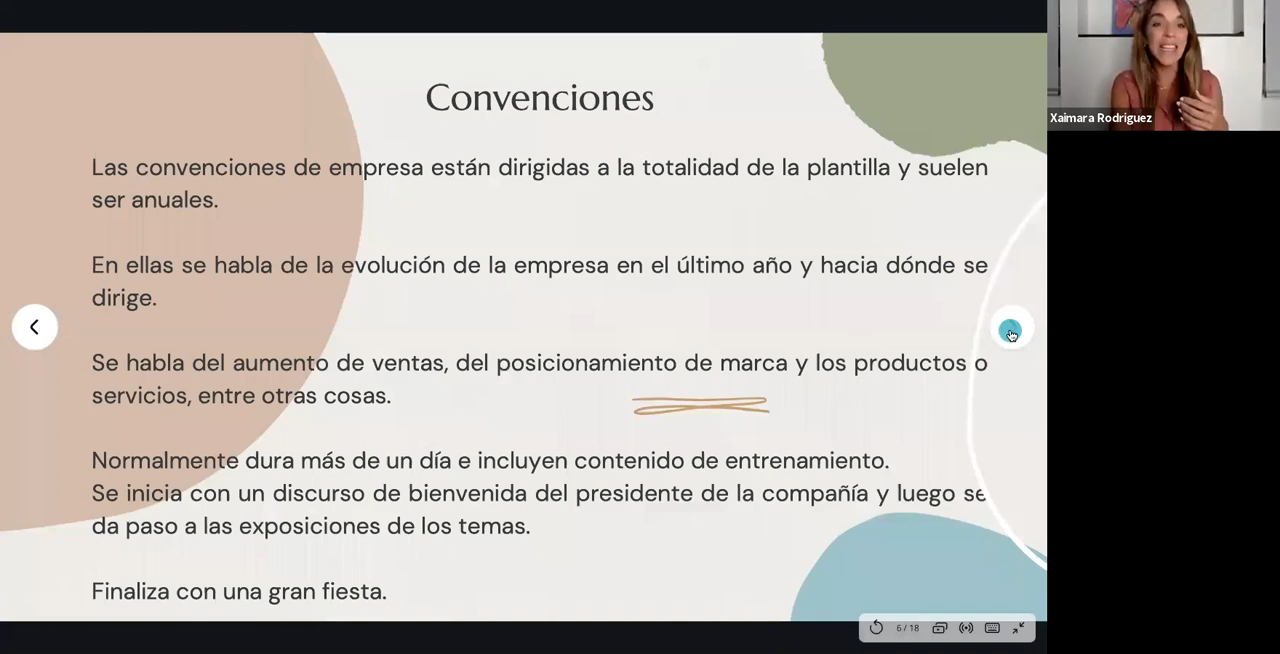 Convenciones
Las convenciones de empresa están dirigidas a la totalidad de la plantilla y suelen
ser anuales.
En ellas se habla de la evolución de la empresa en el último año y hacia dónde se
dirige.
Se habla del aumento de ventas, del posicionamiento de marca y los productos o
servicios, entre otras cosas.
Normalmente dura más de un día e incluyen contenido de entrenamiento.
Se inicia con un discurso de bienvenida del presidente de la compañía y luego se
da paso a las exposiciones de los temas.
Finaliza con una gran fiesta.
Xaimara Rodriguez
6 / 18